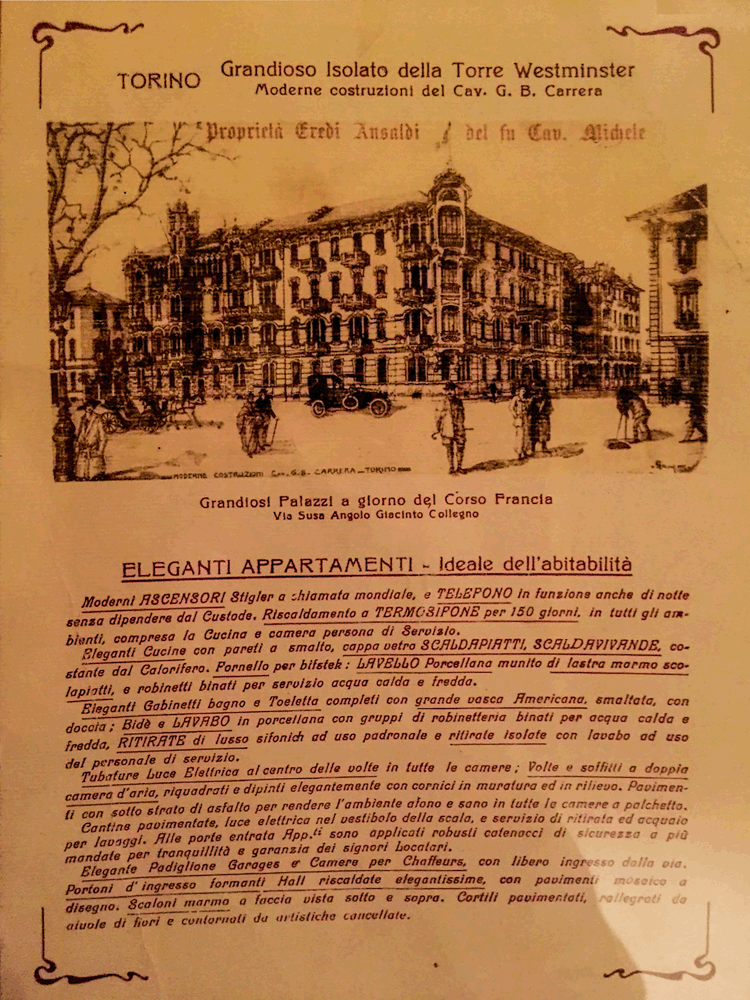 TORINO Grandioso Isolato della Torre Westminster
Moderne costruzioni del Cav. G. B. Carrera
Proprietà Eredi Ansaldi del fu Cav. Michele
MODERNE COSTRUZIONI CAV. G. B. CARRERA - TORINO
Grandiosi Palazzi a giorno del Corso Francia
Via Susa Angolo Giacinto Collegno
ELEGANTI APPARTAMENTI - Ideale dell'abitabilità
Moderni ASCENSORI Stigler a chiamata mondiale, e TELEPONO in funzione anche di notte
senza dipendere dal Custode. Riscaldamento a TERMOSIPONE per 150 giorni, in tutti gli am-
bienti, compresa la Cucina e camera persona di Servizio.
Eleganti Cucine con pareti a smalto, cappa vetro SCALDAPIATTI, SCALDAVIVANDE, co-
stante dal Calorifero. Fornello per bifstek: LAVELLO Porcellana munito di lastra marmo sco-
lapiatti, e robinetti binati per servizio acqua calda e fredda.
Eleganti Gabinetti bagno e Toeletta completi con grande vasca Americana, smaltata, con
doccia; Bidè e LAVABO in porcellana con gruppi di robinetteria binati per acqua calda e
fredda, RITIRATE di lusso sifonich ad uso padronale e ritirate isolate con lavabo ad uso
del personale di servizio.
Tubature Luce Elettrica al centro delle volte in tutte le camere; Volte e soffitti a doppia
camera d'aria, riquadrati e dipinti elegantemente con cornici in muratura ed in rilievo. Pavimen-
ti con sotto strato di asfalto per rendere l'ambiente afono e sano in tutte le camere a palchetto.
Cantine pavimentate, luce elettrica nel vestibolo della scala, e servizio di ritirata ed acquaio
per lavaggi. Alle porte entrata App.ti sono applicati robusti catenacci di sicurezza a più
mandate per tranquillità e garanzia dei signori Locatari.
Elegante Padiglione Garages e Camere per Chaffeurs, con libero ingresso dalla via.
Portoni d'ingresso formanti Hall riscaldate elegantissime, con pavimenti mosaico a
disegno. Scaloni marmo a faccia vista sotto e sopra. Cortili pavimentati, rallegrati da
aiuole di fiori e contornati da artistiche cancellate.